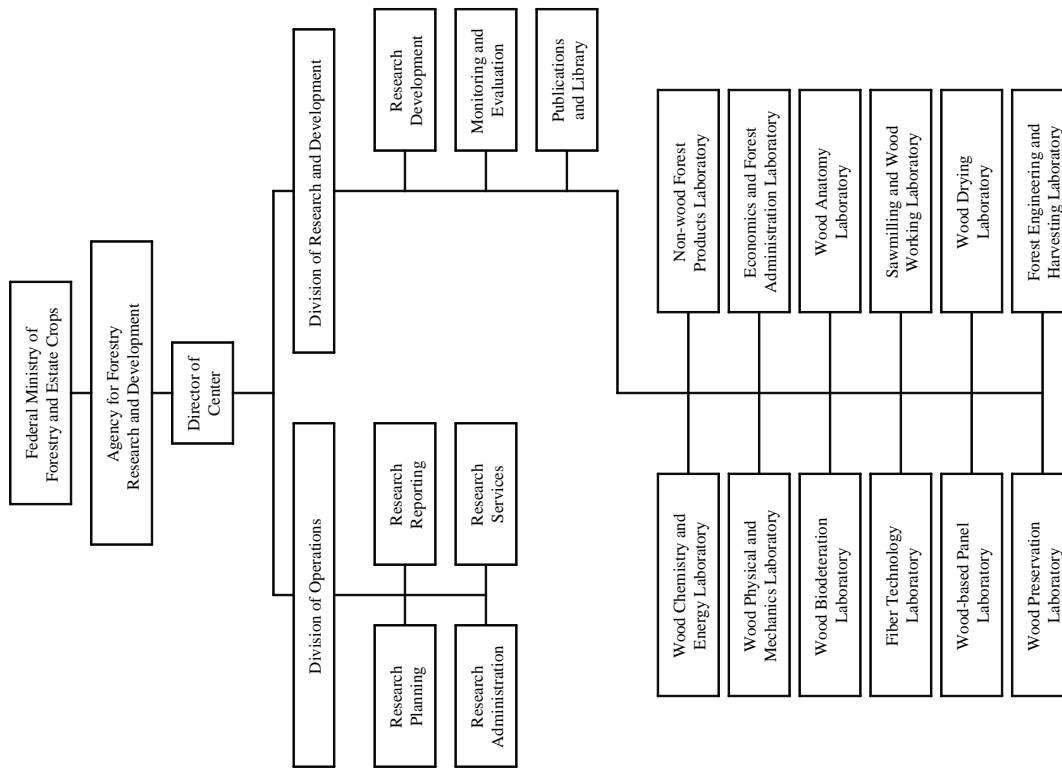 Federal Ministry of
Forestry and Estate Crops
Agency for Forestry
Research and Development
Director of
Center
Division of Operations
Division of Research and Development
Research
Planning
Research
Reporting
Research
Administration
Research
Services
Research
Development
Monitoring and
Evaluation
Publications
and Library
Wood Chemistry and
Energy Laboratory
Non-wood Forest
Products Laboratory
Wood Physical and
Mechanics Laboratory
Economics and Forest
Administration Laboratory
Wood Biodeteration
Laboratory
Wood Anatomy
Laboratory
Fiber Technology
Laboratory
Sawmilling and Wood
Working Laboratory
Wood-based Panel
Laboratory
Wood Drying
Laboratory
Wood Preservation
Laboratory
Forest Engineering and
Harvesting Laboratory